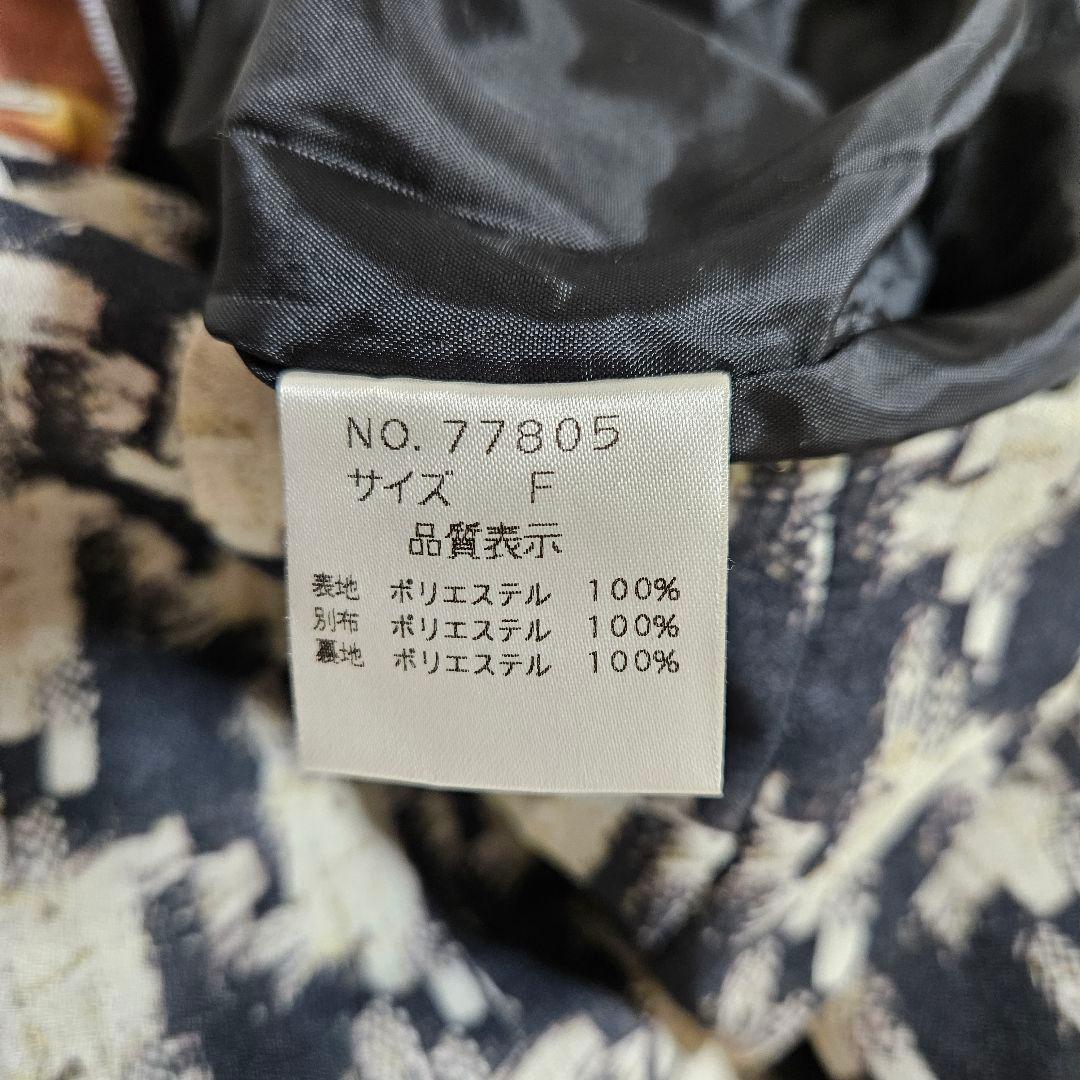 NO. 77805
サイズ F
品質表示
表地 ポリエステル 100%
別布 ポリエステル 100%
裏地 ポリエステル 100%